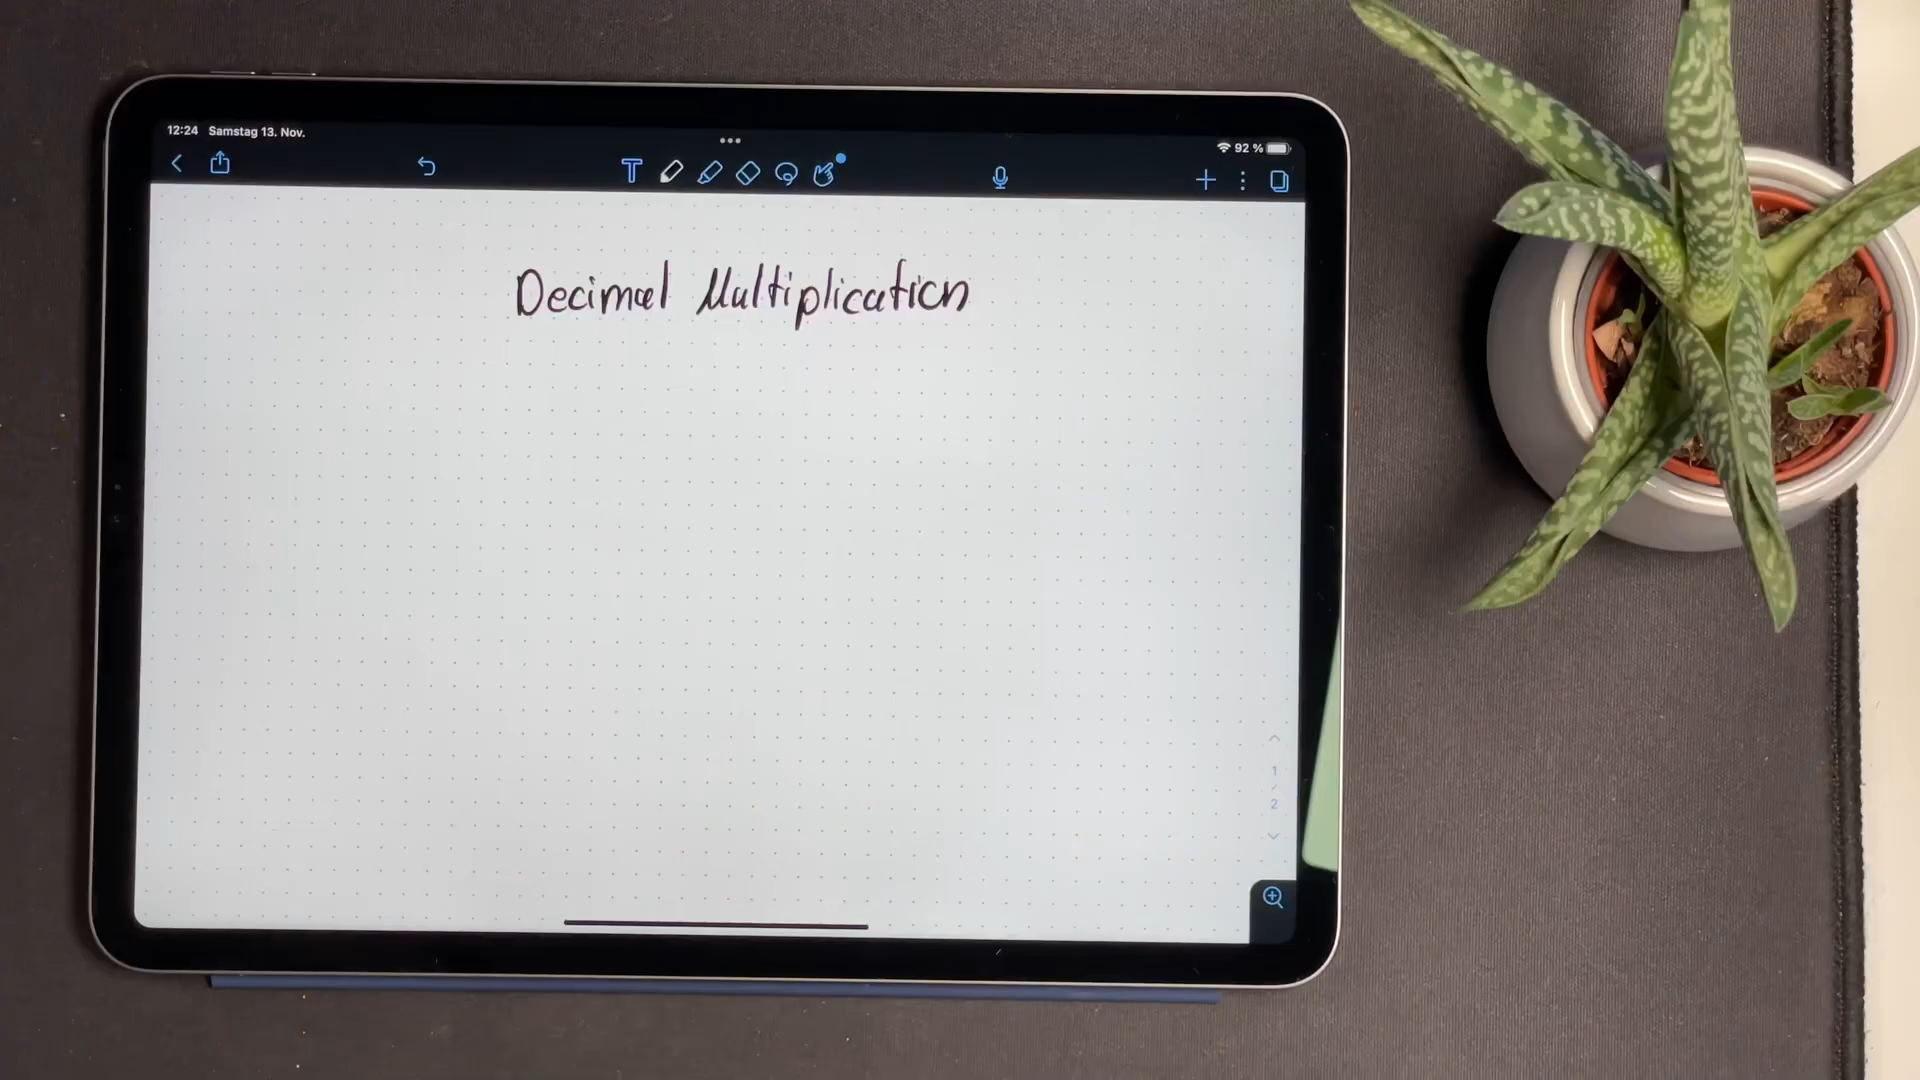 12:24 Samstag 13. Nov.
92 %
Decimal Multiplication
1
2